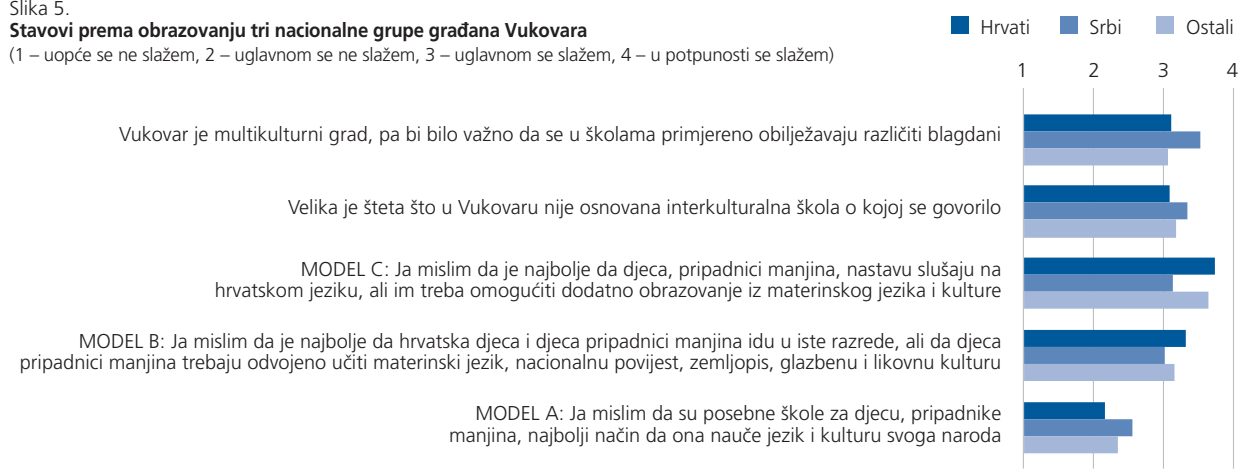 Slika 5.
Stavovi prema obrazovanju tri nacionalne grupe građana Vukovara
(1 – uopće se ne slažem, 2 – uglavnom se ne slažem, 3 – uglavnom se slažem, 4 – u potpunosti se slažem)
Hrvati Srbi Ostali
1 2 3 4
Vukovar je multikulturni grad, pa bi bilo važno da se u školama primjereno obilježavaju različiti blagdani
Velika je šteta što u Vukovaru nije osnovana interkulturalna škola o kojoj se govorilo
MODEL C: Ja mislim da je najbolje da djeca, pripadnici manjina, nastavu slušaju na
hrvatskom jeziku, ali im treba omogućiti dodatno obrazovanje iz materinskog jezika i kulture
MODEL B: Ja mislim da je najbolje da hrvatska djeca i djeca pripadnici manjina idu u iste razrede, ali da djeca
pripadnici manjina trebaju odvojeno učiti materinski jezik, nacionalnu povijest, zemljopis, glazbenu i likovnu kulturu
MODEL A: Ja mislim da su posebne škole za djecu, pripadnike
manjina, najbolji način da ona nauče jezik i kulturu svoga naroda